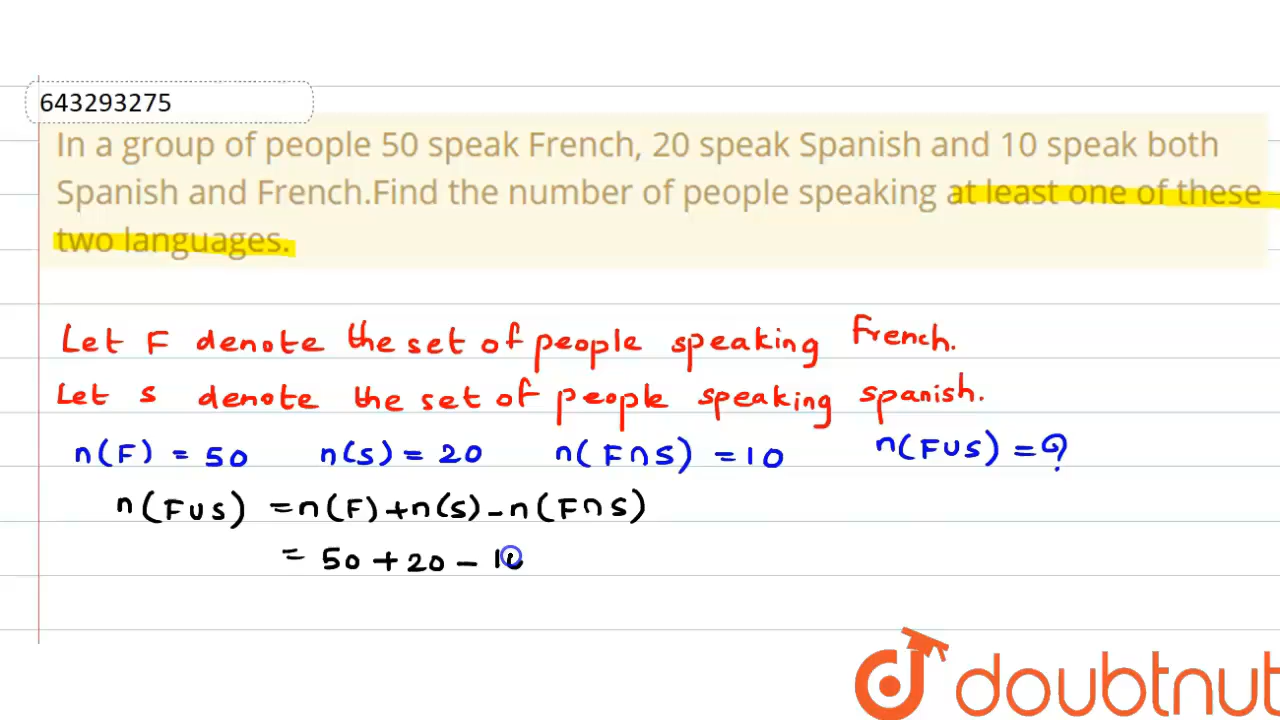 643293275
In a group of people 50 speak French, 20 speak Spanish and 10 speak both
Spanish and French.Find the number of people speaking at least one of these
two languages.
Let F denote the set of people speaking French.
Let S denote the set of people speaking spanish.
n(F) = 50 n(S) = 20 n(F∩S) = 10 n(F∪S) = ?
n(F∪S) = n(F) + n(S) - n(F∩S)
= 50 + 20 - 10
doubtnut